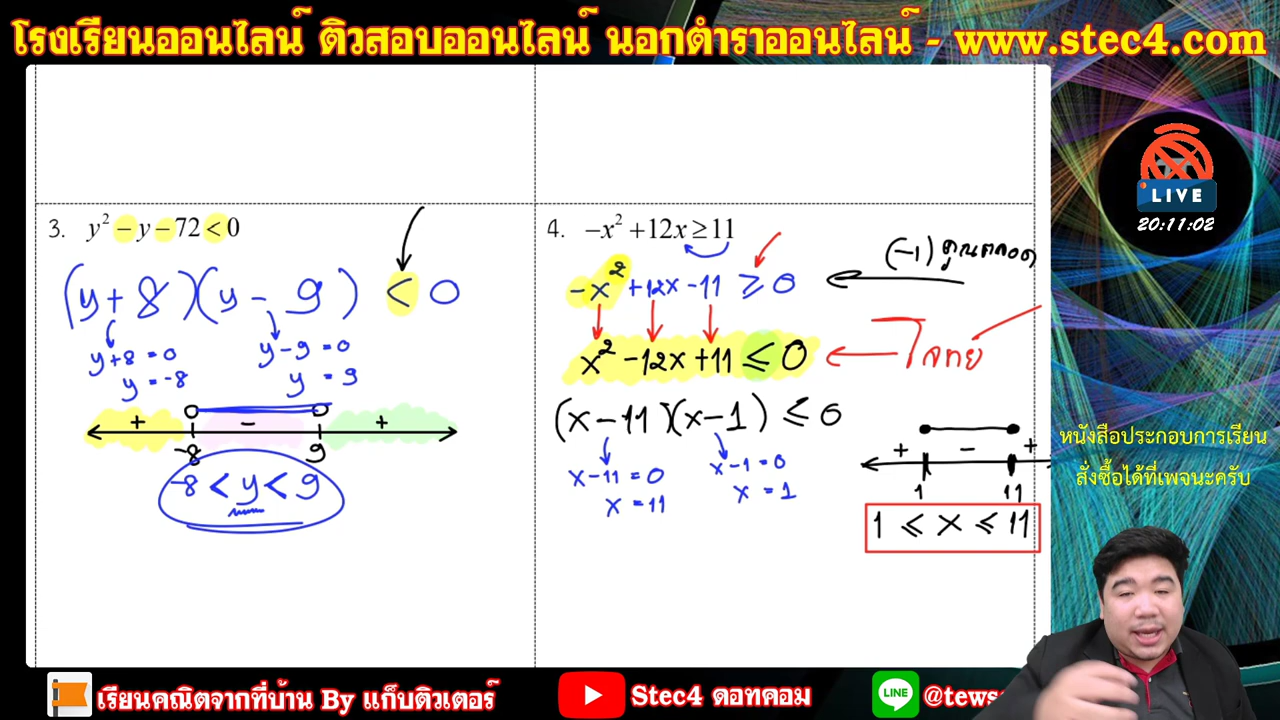 โรงเรียนออนไลน์ ติวสอบออนไลน์ นอกตำราออนไลน์ - www.stec4.com
LIVE
20:11:02
3. y² − y − 72 < 0
(y + 8)(y − 9) < 0
y+8 = 0
y = -8
y−9 = 0
y = 9
+ − +
-8 9
-8 < y < 9
4. −x² + 12x ≥ 11
-x² + 12x - 11 ≥ 0
(-1) คูณตลอด
x² - 12x + 11 ≤ 0
โจทย์
(x − 11)(x − 1) ≤ 0
x−11 = 0
x = 11
x−1 = 0
x = 1
+ − +
1 11
1 ≤ x ≤ 11
หนังสือประกอบการเรียน
สั่งซื้อได้ที่เพจนะครับ
เรียนคณิตจากที่บ้าน By แก็บติวเตอร์
Stec4 ดอทคอม
LINE